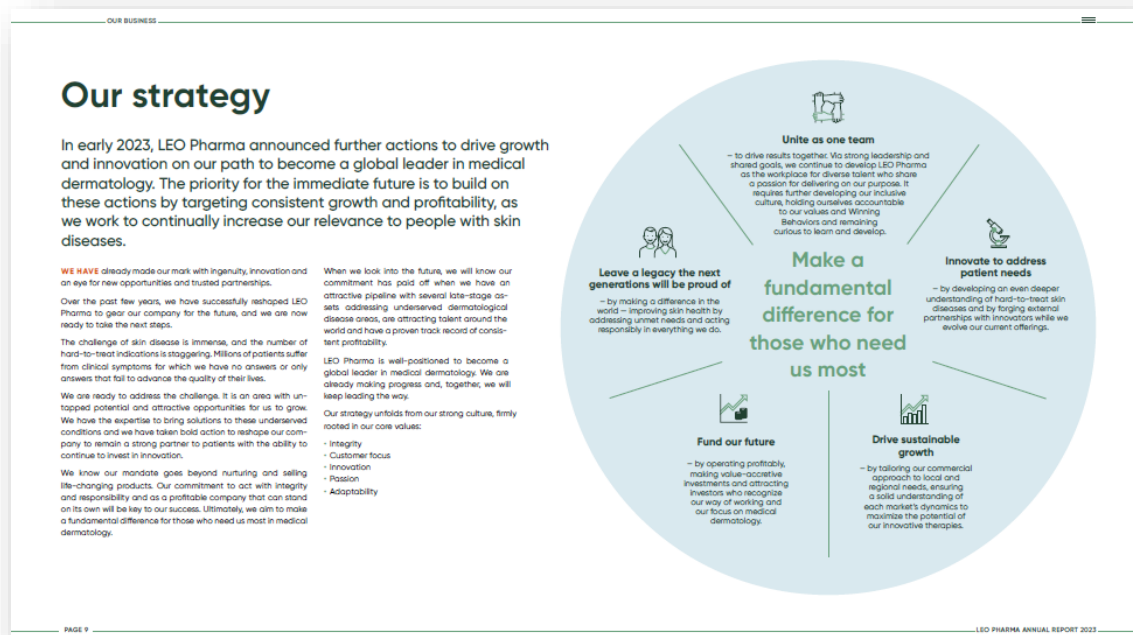 OUR BUSINESS
Our strategy
In early 2023, LEO Pharma announced further actions to drive growth
and innovation on our path to become a global leader in medical
dermatology. The priority for the immediate future is to build on
these actions by targeting consistent growth and profitability, as
we work to continually increase our relevance to people with skin
diseases.
WE HAVE already made our mark with ingenuity, innovation and
an eye for new opportunities and trusted partnerships.
Over the past few years, we have successfully reshaped LEO
Pharma to gear our company for the future, and we are now
ready to take the next steps.
The challenge of skin disease is immense, and the number of
hard-to-treat indications is staggering. Millions of patients suffer
from clinical symptoms for which we have no answers or only
answers that fail to advance the quality of their lives.
We are ready to address the challenge. It is an area with un-
tapped potential and attractive opportunities for us to grow.
We have the expertise to bring solutions to these underserved
conditions and we have taken bold action to reshape our com-
pany to remain a strong partner to patients with the ability to
continue to invest in innovation.
We know our mandate goes beyond nurturing and selling
life-changing products. Our commitment to act with integrity
and responsibility and as a profitable company that can stand
on its own will be key to our success. Ultimately, we aim to make
a fundamental difference for those who need us most in medical
dermatology.
When we look into the future, we will know our
commitment has paid off when we have an
attractive pipeline with several late-stage as-
sets addressing underserved dermatological
disease areas, are attracting talent around the
world and have a proven track record of consis-
tent profitability.
LEO Pharma is well-positioned to become a
global leader in medical dermatology. We are
already making progress and, together, we will
keep leading the way.
Our strategy unfolds from our strong culture, firmly
rooted in our core values:
- Integrity
- Customer focus
- Innovation
- Passion
- Adaptability
Unite as one team
– to drive results together. Via strong leadership and
shared goals, we continue to develop LEO Pharma
as the workplace for diverse talent who share
a passion for delivering on our purpose. It
requires further developing our inclusive
culture, holding ourselves accountable
to our values and Winning
Behaviors and remaining
curious to learn and develop.
Leave a legacy the next
generations will be proud of
– by making a difference in the
world — improving skin health by
addressing unmet needs and acting
responsibly in everything we do.
Make a
fundamental
difference for
those who need
us most
Innovate to address
patient needs
– by developing an even deeper
understanding of hard-to-treat skin
diseases and by forging external
partnerships with innovators while we
evolve our current offerings.
Fund our future
– by operating profitably,
making value-accretive
investments and attracting
investors who recognize
our way of working and
our focus on medical
dermatology.
Drive sustainable
growth
– by tailoring our commercial
approach to local and
regional needs, ensuring
a solid understanding of
each market's dynamics to
maximize the potential of
our innovative therapies.
PAGE 9
LEO PHARMA ANNUAL REPORT 2023